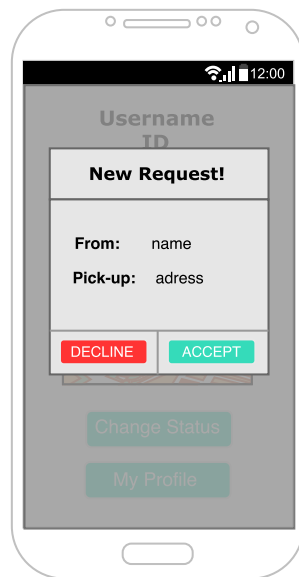 12:00
Username
ID
New Request!
From: name
Pick-up: adress
DECLINE ACCEPT
Change Status
My Profile